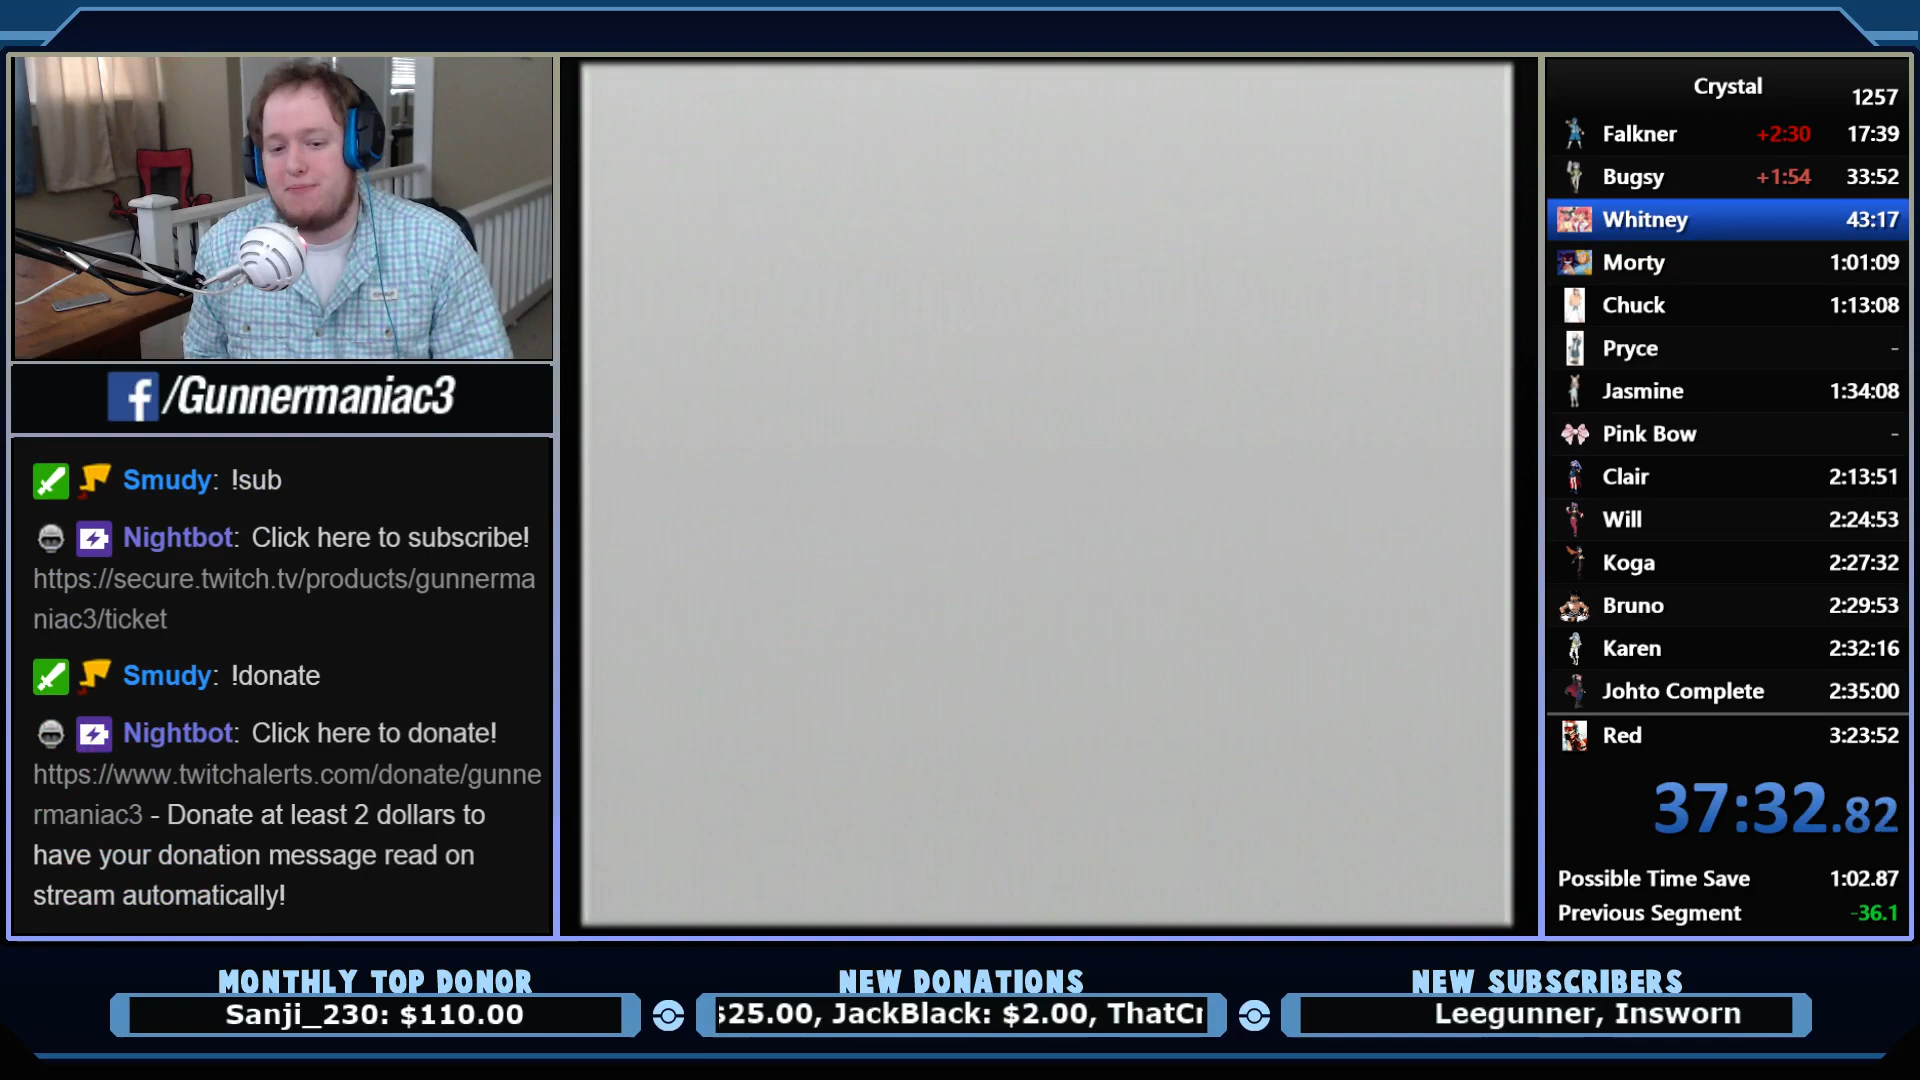 /Gunnermaniac3
Smudy: !sub
Nightbot: Click here to subscribe!
https://secure.twitch.tv/products/gunnerma
niac3/ticket
Smudy: !donate
Nightbot: Click here to donate!
https://www.twitchalerts.com/donate/gunne
rmaniac3 - Donate at least 2 dollars to
have your donation message read on
stream automatically!
Crystal 1257
Falkner +2:30 17:39
Bugsy +1:54 33:52
Whitney 43:17
Morty 1:01:09
Chuck 1:13:08
Pryce -
Jasmine 1:34:08
Pink Bow -
Clair 2:13:51
Will 2:24:53
Koga 2:27:32
Bruno 2:29:53
Karen 2:32:16
Johto Complete 2:35:00
Red 3:23:52
37:32.82
Possible Time Save 1:02.87
Previous Segment -36.1
MONTHLY TOP DONOR
Sanji_230: $110.00
NEW DONATIONS
$25.00, JackBlack: $2.00,
NEW SUBSCRIBERS
Leegunner, Insworn